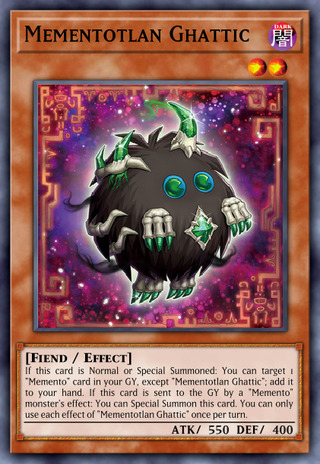 Mementotlan Ghattic
DARK
闇
[Fiend / Effect]
If this card is Normal or Special Summoned: You can target 1
"Memento" card in your GY, except "Mementotlan Ghattic"; add it
to your hand. If this card is sent to the GY by a "Memento"
monster's effect: You can Special Summon this card. You can only
use each effect of "Mementotlan Ghattic" once per turn.
ATK/ 550 DEF/ 400